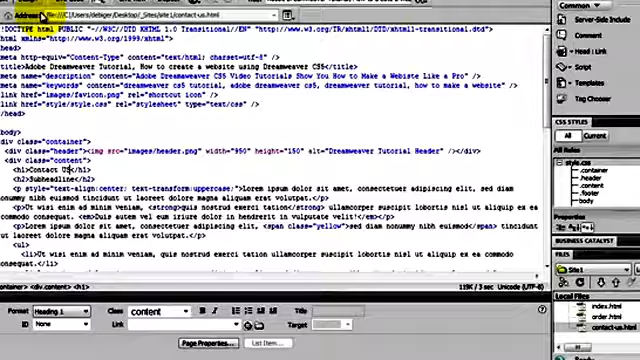 Address: file:///C|/Users/detiger/Desktop/_Sites/site1/contact-us.html
<!DOCTYPE html PUBLIC "-//W3C//DTD XHTML 1.0 Transitional//EN" "http://www.w3.org/TR/xhtml1/DTD/xhtml1-transitional.dtd">
html xmlns="http://www.w3.org/1999/xhtml">
head>
meta http-equiv="Content-Type" content="text/html; charset=utf-8" />
title>Adobe Dreamweaver Tutorial, How to create a website using Dreamweaver CS5</title>
meta name="description" content="Adobe Dreamweaver CS5 Video Tutorials Show You How to Make a Webiste Like a Pro" />
meta name="keywords" content="dreamweaver cs5 tutorial, adobe dreamweaver cs5, dreamweaver tutorial, how to make a website" />
link href="images/favicon.png" rel="shortcut icon" />
link href="style/style.css" rel="stylesheet" type="text/css" />
/head>
body>
div class="container">
<div class="header"><img src="images/header.png" width="950" height="150" alt="Dreamweaver Tutorial Header" /></div>
<div class="content">
<h1>Contact US</h1>
<h2>Subheadline</h2>
<p style="text-align:center; text-transform:uppercase;">Lorem ipsum dolor sit amet, consectetuer adipiscing elit, sed diam
nonummy nibh euismod tincidunt ut laoreet dolore magna aliquam erat volutpat.</p>
<p>Ut wisi enim ad minim veniam, <strong>quis nostrud exerci tation</strong> ullamcorper suscipit lobortis nisl ut aliquip ex ea
commodo consequat. <em>Duis autem vel eum iriure dolor in hendrerit in vulputate velit</em>
<p>Lorem ipsum dolor sit amet, consectetuer adipiscing elit, <span class="yellow">sed diam nonummy nibh euismod</span> tincidunt
ut laoreet dolore magna aliquam erat volutpat.</p>
<ul>
<li>Ut wisi enim ad minim veniam, quis nostrud exerci tation ullamcorper suscipit lobortis nisl ut aliquip ex ea commodo
consequat.</li>
<div.content> <h1>
119K / 3 sec Unicode (UTF-8)
Format Heading 1 Class content B I
ID None Link Title Target
Page Properties... List Item...
Common
Server-Side Include
Comment
Head : Link
Script
Templates
Tag Chooser
CSS STYLES
All Current
All Rules
style.css
.container
.header
.content
.footer
body
Properties
BUSINESS CATALYST
FILES
Site1
Local Files
index.html
order.html
contact-us.html